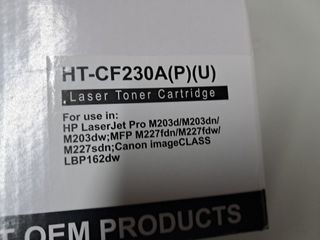 HT-CF230A(P)(U)
Laser Toner Cartridge
For use in:
HP LaserJet Pro M203d/M203dn/
M203dw;MFP M227fdn/M227fdw/
M227sdn;Canon imageCLASS
LBP162dw
OEM PRODUCTS